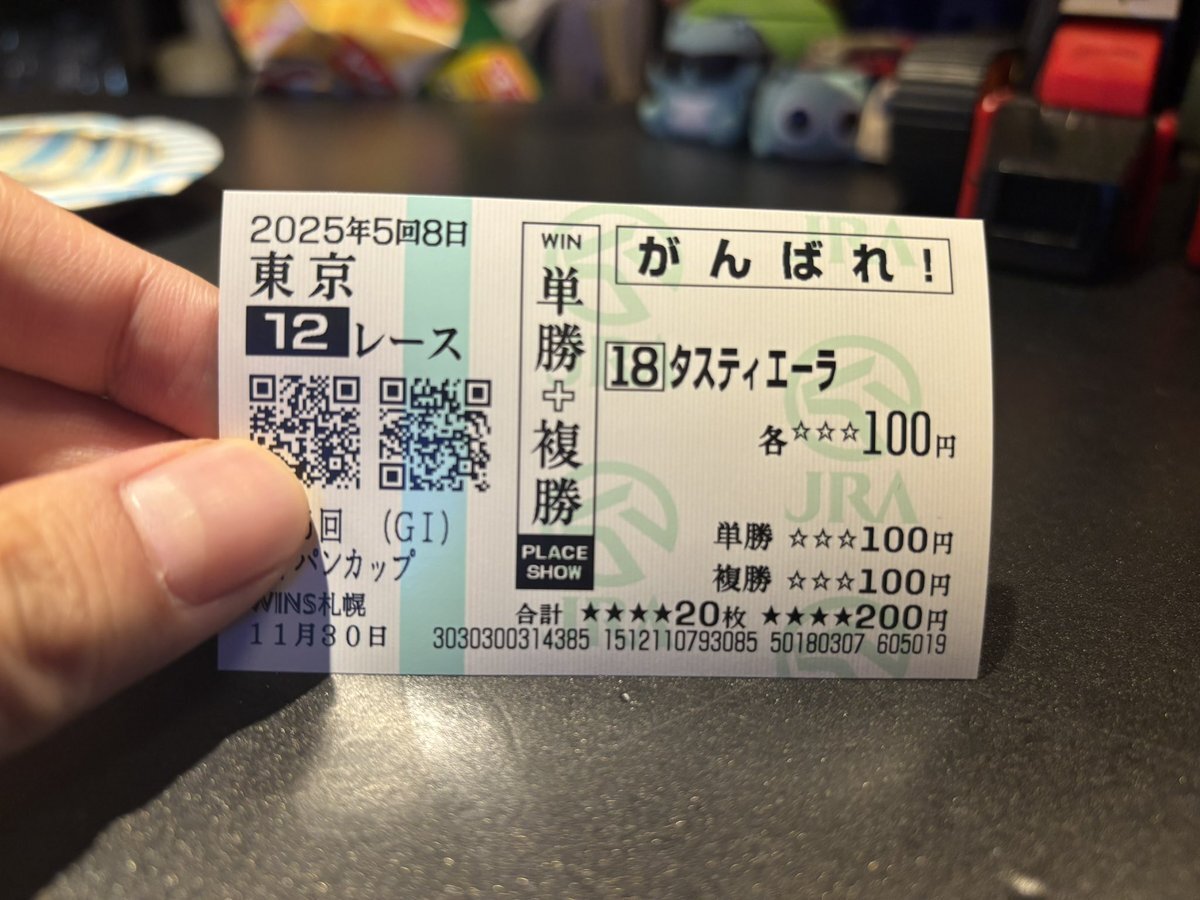 2025年5回8日
東京
12レース
回 (GI)
パンカップ
WINS札幌
11月30日
WIN
単勝+複勝
PLACE
SHOW
がんばれ!
18 タスティエーラ
各☆☆☆100円
単勝 ☆☆☆100円
複勝 ☆☆☆100円
合計 ★★★★20枚 ★★★★200円
3030300314385 1512110793085 50180307 605019
JRA
JRA